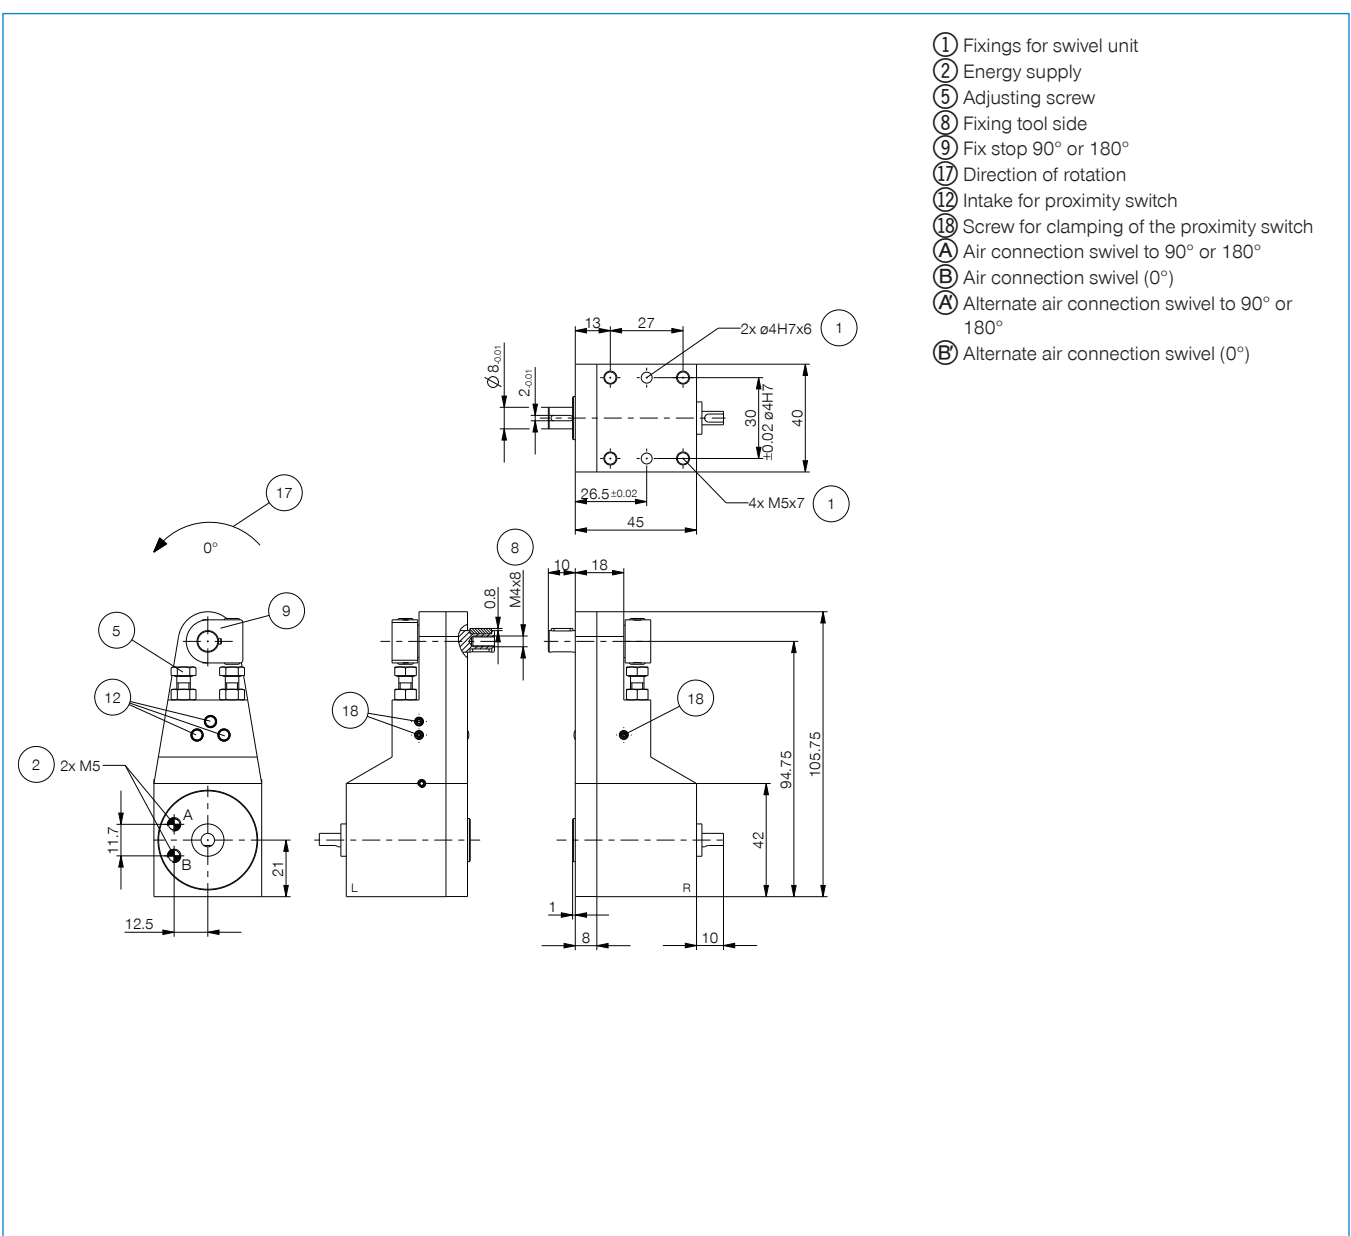 1 Fixings for swivel unit
2 Energy supply
5 Adjusting screw
8 Fixing tool side
9 Fix stop 90° or 180°
17 Direction of rotation
12 Intake for proximity switch
18 Screw for clamping of the proximity switch
A Air connection swivel to 90° or 180°
B Air connection swivel (0°)
A' Alternate air connection swivel to 90° or
180°
B' Alternate air connection swivel (0°)
13
27
2x ø4H7x6
1
Ø8-0.01
2-0.01
30
±0.02 ø4H7
40
26.5±0.02
4x M5x7
1
45
17
0°
8
10
18
0.8
M4x8
9
5
12
18
18
2
2x M5
A
B
11.7
21
12.5
L
R
94.75
105.75
42
1
8
10